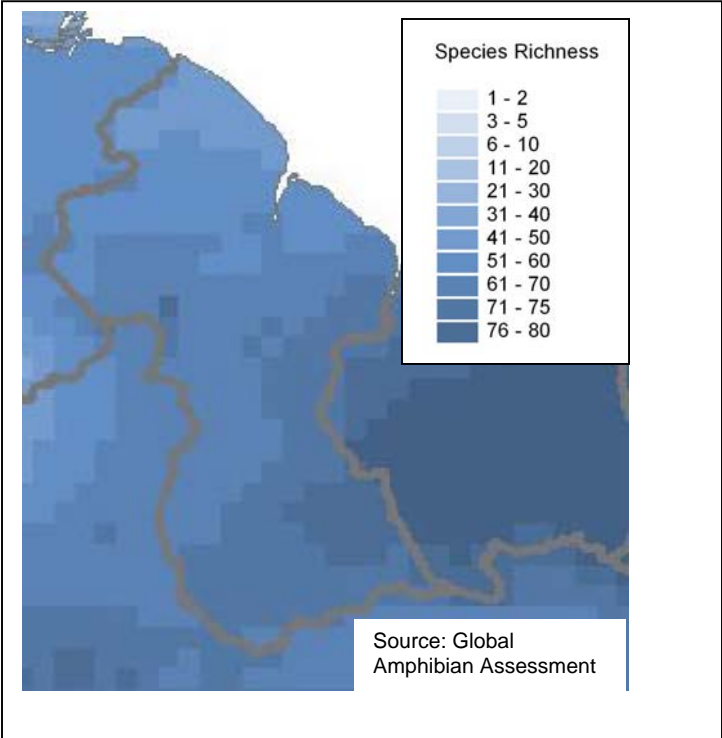 Species Richness
1 - 2
3 - 5
6 - 10
11 - 20
21 - 30
31 - 40
41 - 50
51 - 60
61 - 70
71 - 75
76 - 80
Source: Global
Amphibian Assessment